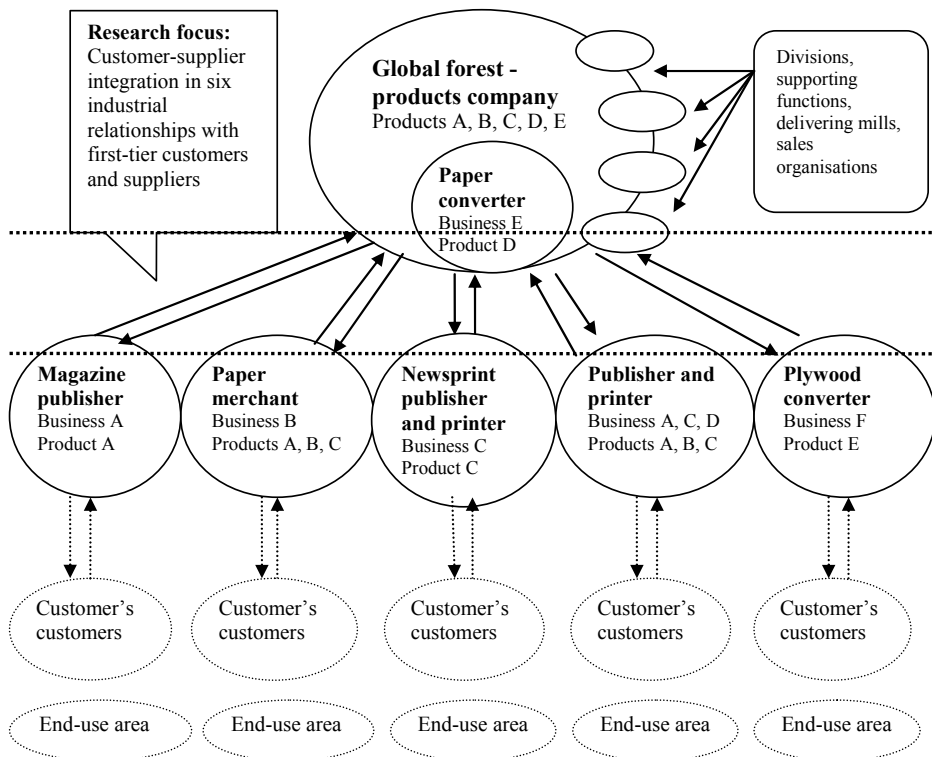 Research focus:
Customer-supplier
integration in six
industrial
relationships with
first-tier customers
and suppliers
Global forest -
products company
Products A, B, C, D, E
Divisions,
supporting
functions,
delivering mills,
sales
organisations
Paper
converter
Business E
Product D
Magazine
publisher
Business A
Product A
Paper
merchant
Business B
Products A, B, C
Newsprint
publisher
and printer
Business C
Product C
Publisher and
printer
Business A, C, D
Products A, B, C
Plywood
converter
Business F
Product E
Customer's
customers
Customer's
customers
Customer's
customers
Customer's
customers
Customer's
customers
End-use area
End-use area
End-use area
End-use area
End-use area